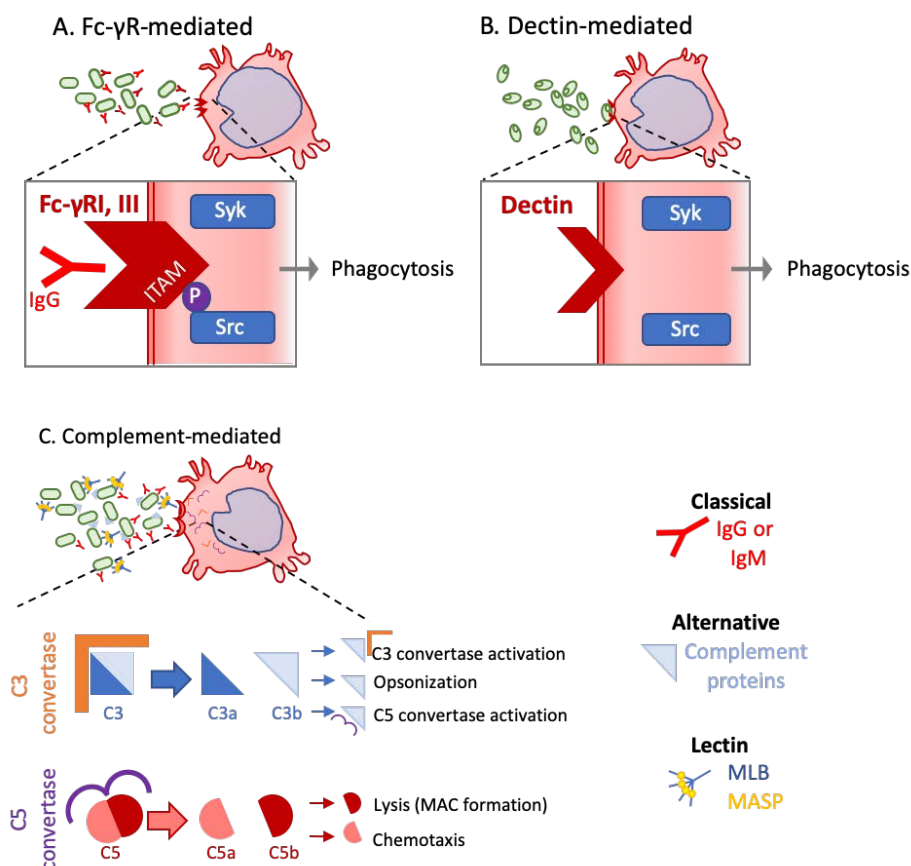 A. Fc-γR-mediated
B. Dectin-mediated
Fc-γRI, III
Syk
ITAM
IgG
P
Src
Phagocytosis
Dectin
Syk
Src
Phagocytosis
C. Complement-mediated
Classical
IgG or
IgM
Alternative
Complement
proteins
Lectin
MLB
MASP
C3
convertase
C3
C3a
C3b
C3 convertase activation
Opsonization
C5 convertase activation
C5
convertase
C5
C5a
C5b
Lysis (MAC formation)
Chemotaxis